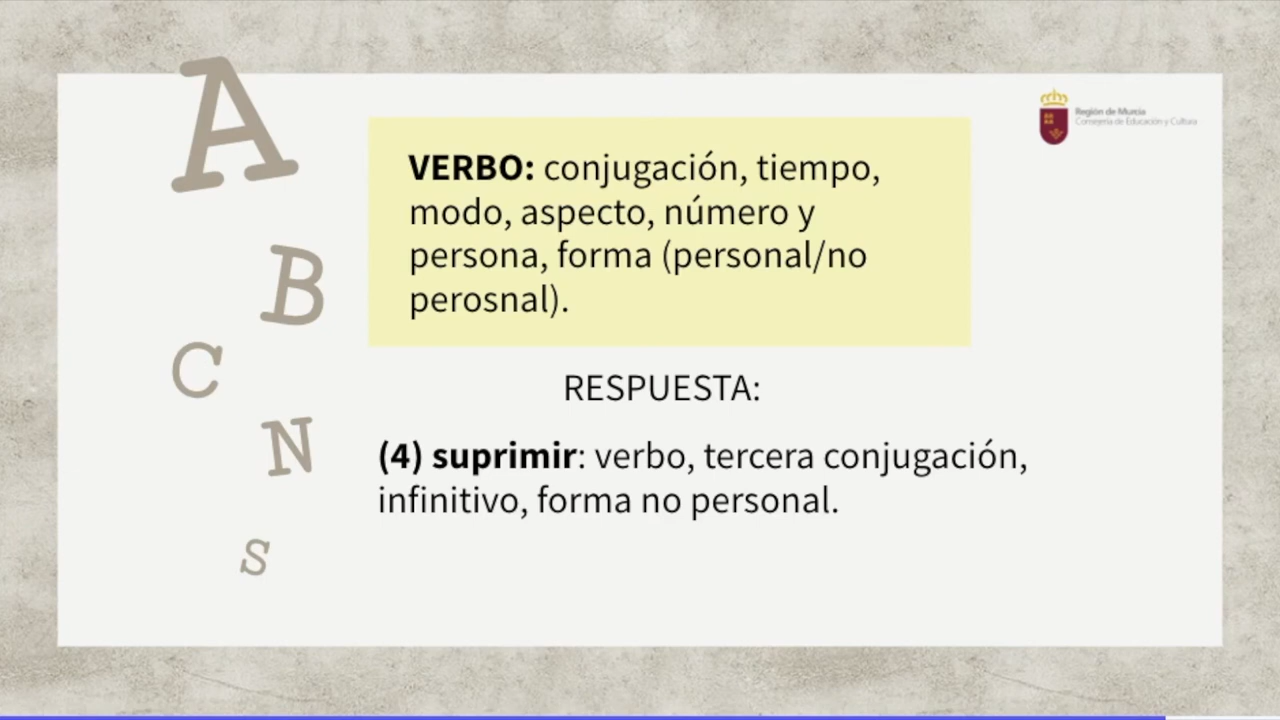 A
B
C
N
S
Región de Murcia
Consejería de Educación y Cultura
VERBO: conjugación, tiempo,
modo, aspecto, número y
persona, forma (personal/no
perosnal).
RESPUESTA:
(4) suprimir: verbo, tercera conjugación,
infinitivo, forma no personal.